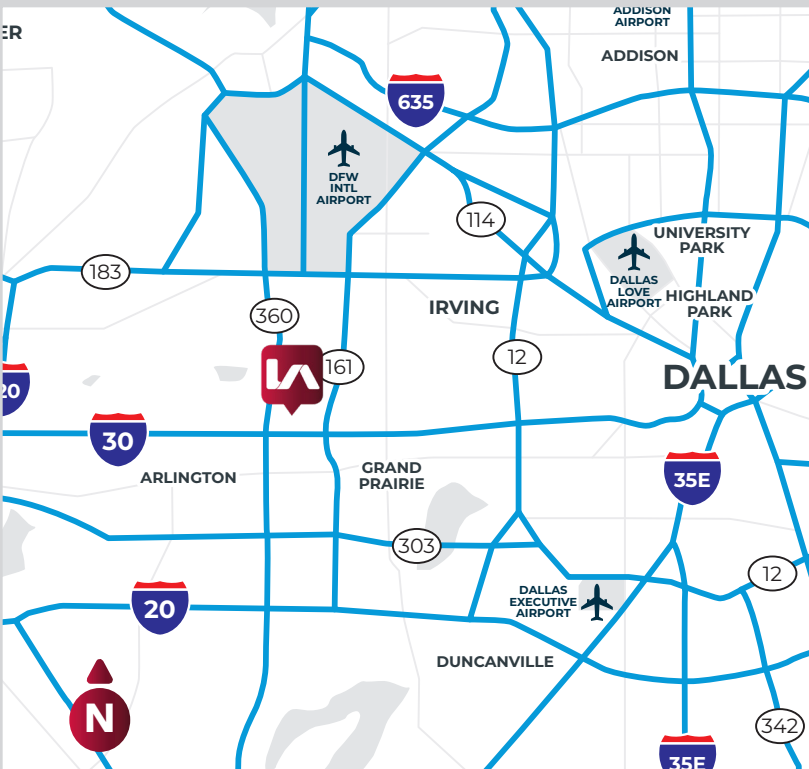 ADDISON
AIRPORT
ER
ADDISON
635
DFW
INTL
AIRPORT
114
UNIVERSITY
PARK
183
DALLAS
LOVE
AIRPORT
HIGHLAND
PARK
IRVING
360
12
161
LA
DALLAS
20
30
ARLINGTON
GRAND
PRAIRIE
35E
303
12
20
DALLAS
EXECUTIVE
AIRPORT
DUNCANVILLE
N
342
35E